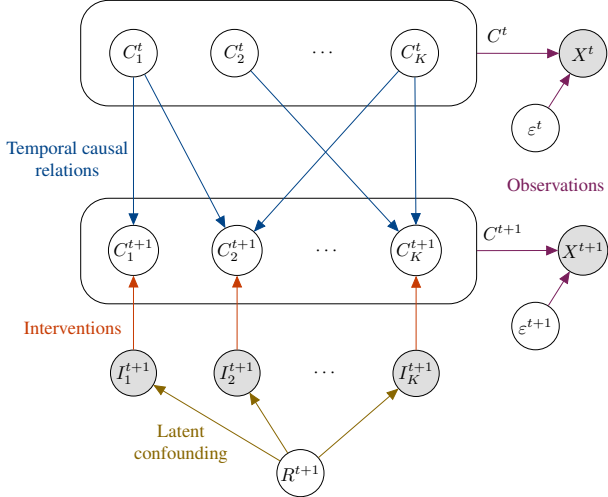 C_1^t C_2^t ... C_K^t C^t X^t
ε^t
Temporal causal
relations
Observations
C_1^{t+1} C_2^{t+1} ... C_K^{t+1} C^{t+1} X^{t+1}
ε^{t+1}
Interventions
I_1^{t+1} I_2^{t+1} ... I_K^{t+1}
Latent
confounding
R^{t+1}